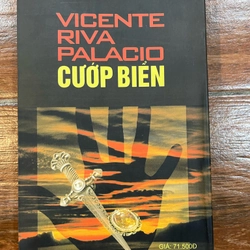 VICENTE
RIVA
PALACIO
CƯỚP BIỂN
GIÁ: 71.500Đ